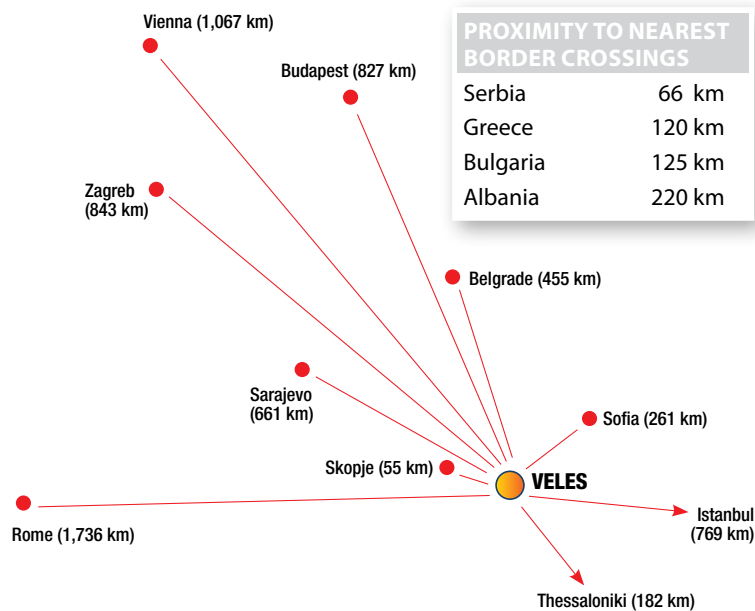 Vienna (1,067 km)
PROXIMITY TO NEAREST
BORDER CROSSINGS
Serbia 66 km
Greece 120 km
Bulgaria 125 km
Albania 220 km
Budapest (827 km)
Zagreb
(843 km)
Belgrade (455 km)
Sarajevo
(661 km)
Sofia (261 km)
Skopje (55 km)
VELES
Rome (1,736 km)
Istanbul
(769 km)
Thessaloniki (182 km)